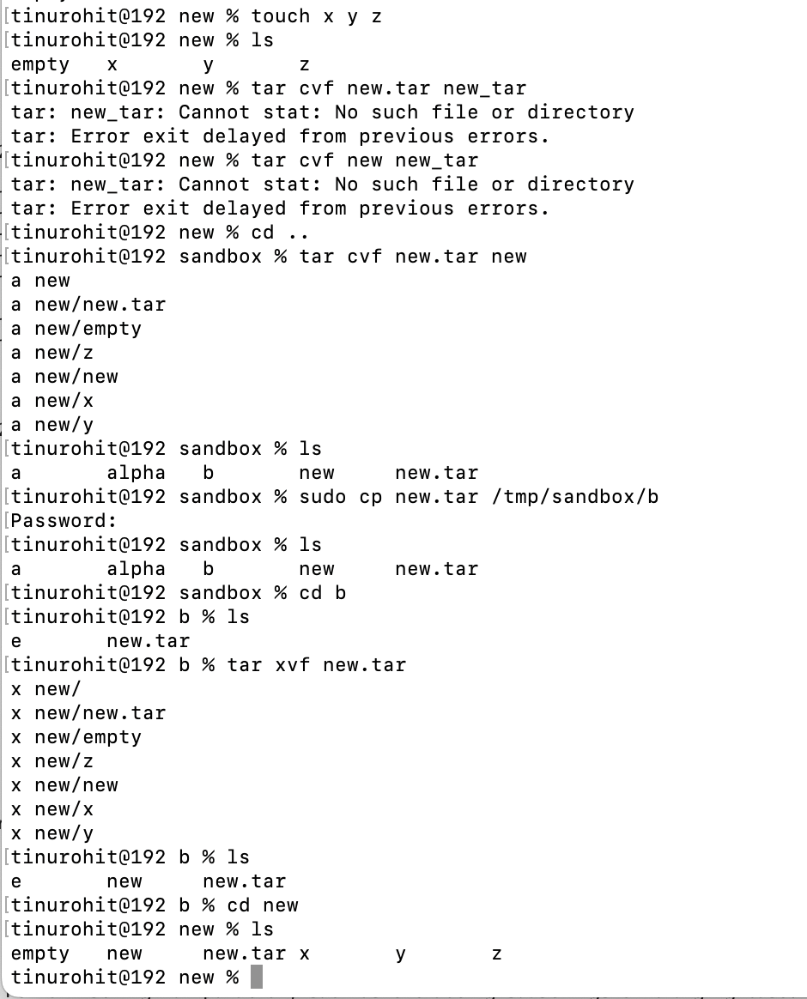 [tinurohit@192 new % touch x y z
[tinurohit@192 new % ls
empty x y z
[tinurohit@192 new % tar cvf new.tar new_tar
tar: new_tar: Cannot stat: No such file or directory
tar: Error exit delayed from previous errors.
[tinurohit@192 new % tar cvf new new_tar
tar: new_tar: Cannot stat: No such file or directory
tar: Error exit delayed from previous errors.
[tinurohit@192 new % cd ..
[tinurohit@192 sandbox % tar cvf new.tar new
a new
a new/new.tar
a new/empty
a new/z
a new/new
a new/x
a new/y
[tinurohit@192 sandbox % ls
a alpha b new new.tar
[tinurohit@192 sandbox % sudo cp new.tar /tmp/sandbox/b
[Password:
[tinurohit@192 sandbox % ls
a alpha b new new.tar
[tinurohit@192 sandbox % cd b
[tinurohit@192 b % ls
e new.tar
[tinurohit@192 b % tar xvf new.tar
x new/
x new/new.tar
x new/empty
x new/z
x new/new
x new/x
x new/y
[tinurohit@192 b % ls
e new new.tar
[tinurohit@192 b % cd new
[tinurohit@192 new % ls
empty new new.tar x y z
tinurohit@192 new %